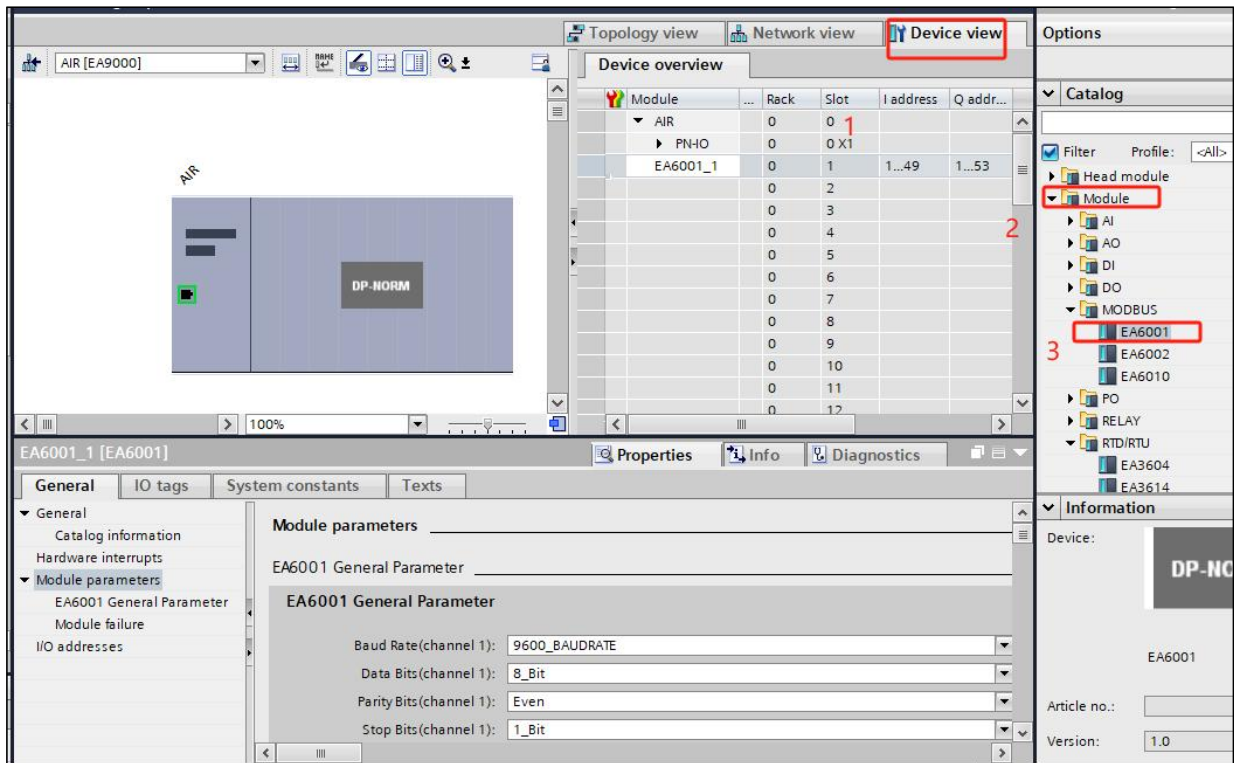 Topology view
Network view
Device view
Options
AIR [EA9000]
Device overview
Module ... Rack Slot I address Q addr...
AIR 0 0
PN-IO 0 0 X1
EA6001_1 0 1 1...49 1...53
0 2
0 3
0 4
0 5
0 6
0 7
0 8
0 9
0 10
0 11
0 12
1
2
3
AIR
DP-NORM
100%
Catalog
Filter Profile: <All>
Head module
Module
AI
AO
DI
DO
MODBUS
EA6001
EA6002
EA6010
PO
RELAY
RTD/RTU
EA3604
EA3614
EA6001_1 [EA6001]
Properties
Info
Diagnostics
General IO tags System constants Texts
General
Catalog information
Hardware interrupts
Module parameters
EA6001 General Parameter
Module failure
I/O addresses
Module parameters
EA6001 General Parameter
EA6001 General Parameter
Baud Rate(channel 1): 9600_BAUDRATE
Data Bits(channel 1): 8_Bit
Parity Bits(channel 1): Even
Stop Bits(channel 1): 1_Bit
Information
Device:
DP-NO
EA6001
Article no.:
Version: 1.0